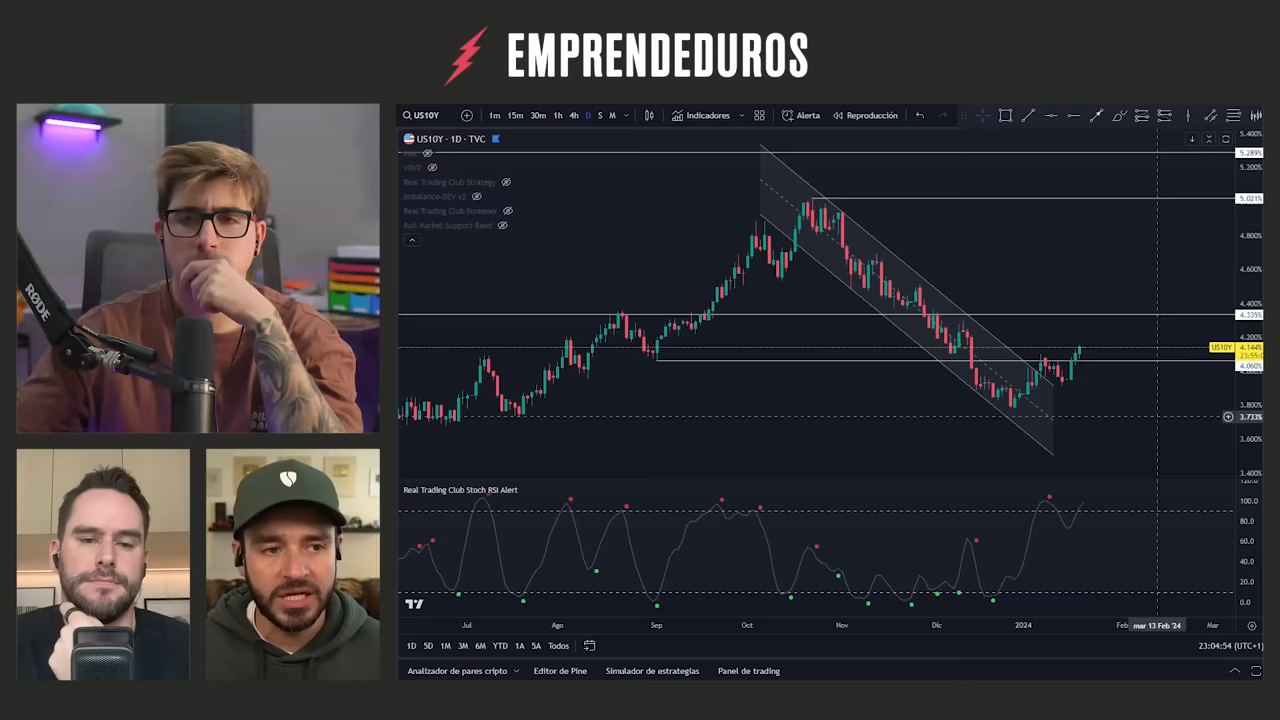 EMPRENDEDUROS
RØDE
US10Y 1m 15m 30m 1h 4h D S M Indicadores Alerta Reproducción
US10Y · 1D · TVC
VRVP
Real Trading Club Strategy
Imbalance-DEV v2
Real Trading Club Screener
Bull Market Support Band
5.400%
5.289%
5.200%
5.021%
4.800%
4.600%
4.400%
4.335%
4.200%
US10Y 4.144%
4.060%
3.800%
3.733%
3.600%
3.400%
Real Trading Club Stoch RSI Alert
120.0
100.0
80.0
60.0
40.0
20.0
0.0
Jul Ago Sep Oct Nov Dic 2024 Feb mar 13 Feb '24 Mar
1D 5D 1M 3M 6M YTD 1A 5A Todos 23:04:54 (UTC+1)
Analizador de pares cripto Editor de Pine Simulador de estrategias Panel de trading